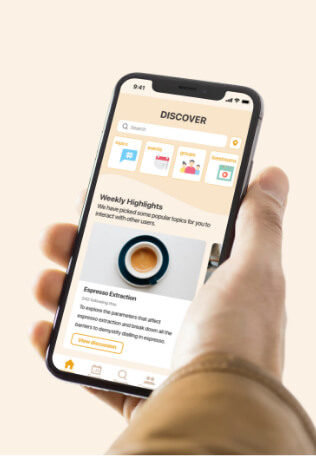 9:41
DISCOVER
Search
topics events groups
Weekly Highlights
We have picked some popular topics for you to
interact with other users.
Espresso Extraction
To explore the parameters that affect
espresso extraction and break down all the
barriers to demystify dialling in espresso.
View discussion